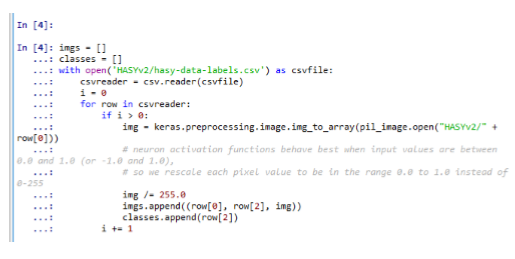 In [4]:
In [4]: imgs = []
   ...: classes = []
   ...: with open('HASYv2/hasy-data-labels.csv') as csvfile:
   ...:     csvreader = csv.reader(csvfile)
   ...:     i = 0
   ...:     for row in csvreader:
   ...:         if i > 0:
   ...:             img = keras.preprocessing.image.img_to_array(pil_image.open("HASYv2/" +
row[0]))
   ...:             # neuron activation functions behave best when input values are between
0.0 and 1.0 (or -1.0 and 1.0),
   ...:             # so we rescale each pixel value to be in the range 0.0 to 1.0 instead of
0-255
   ...:             img /= 255.0
   ...:             imgs.append((row[0], row[2], img))
   ...:             classes.append(row[2])
   ...:         i += 1